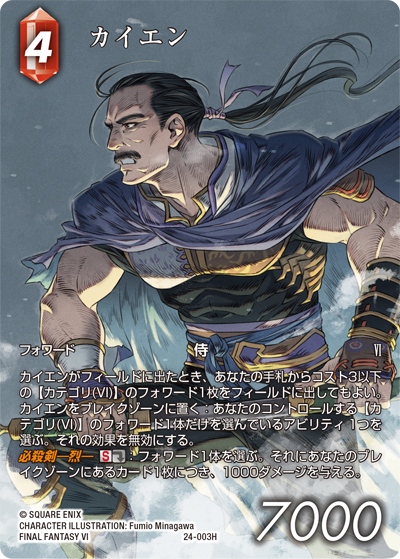 4
カイエン
フォワード 侍 VI
カイエンがフィールドに出たとき、あなたの手札からコスト3以下
の【カテゴリ(VI)】のフォワード1枚をフィールドに出してもよい。
カイエンをブレイクゾーンに置く：あなたのコントロールする【カ
テゴリ(VI)】のフォワード1体だけを選んでいるアビリティ1つを
選ぶ。それの効果を無効にする。
必殺剣―烈― S：フォワード1体を選ぶ。それにあなたのブレ
イクゾーンにあるカード1枚につき、1000ダメージを与える。
© SQUARE ENIX
CHARACTER ILLUSTRATION: Fumio Minagawa
FINAL FANTASY VI 24-003H
7000